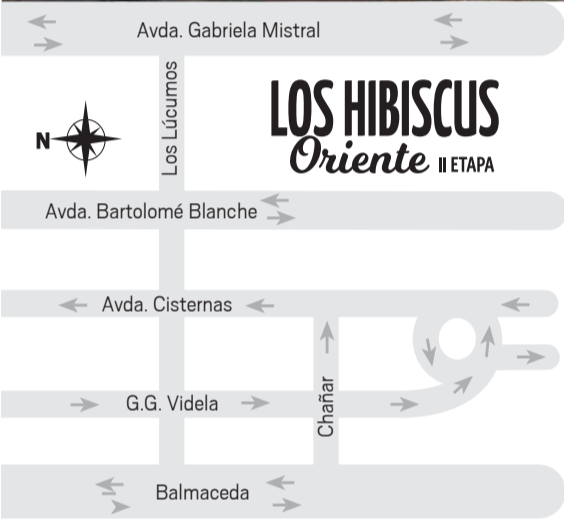 Avda. Gabriela Mistral
Los Lúcumos
LOS HIBISCUS
Oriente II ETAPA
N
Avda. Bartolomé Blanche
Avda. Cisternas
G.G. Videla
Chañar
Balmaceda